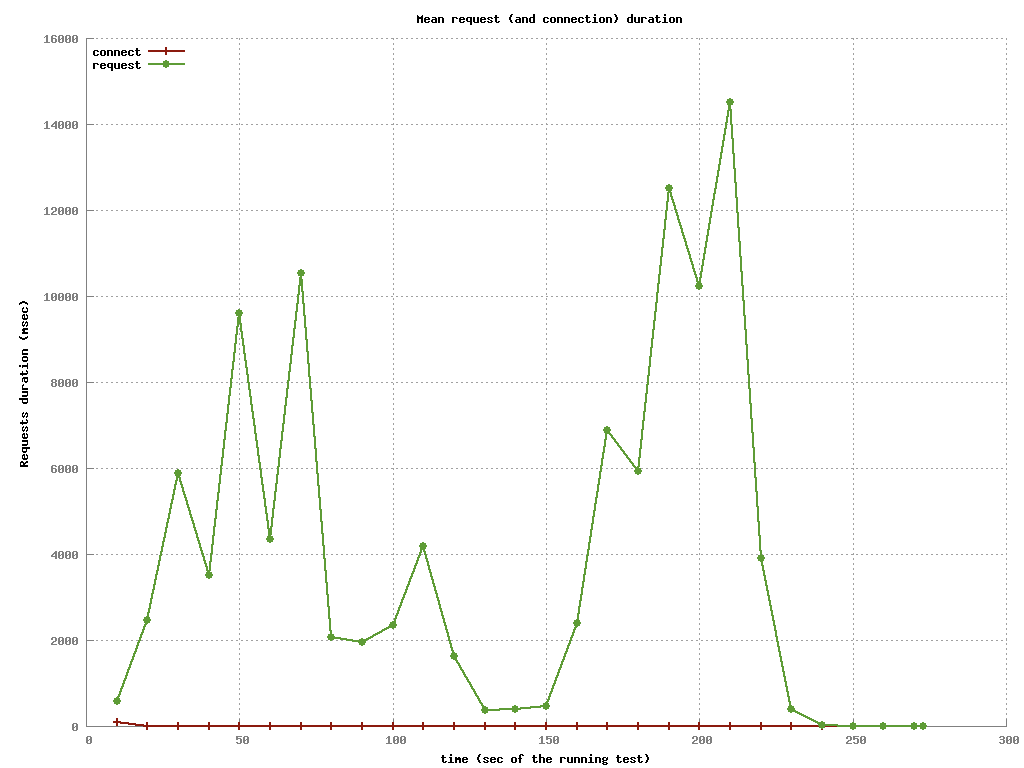 Mean request (and connection) duration
16000
connect
request
14000
12000
10000
8000
6000
4000
2000
0
Requests duration (msec)
0 50 100 150 200 250 300
time (sec of the running test)